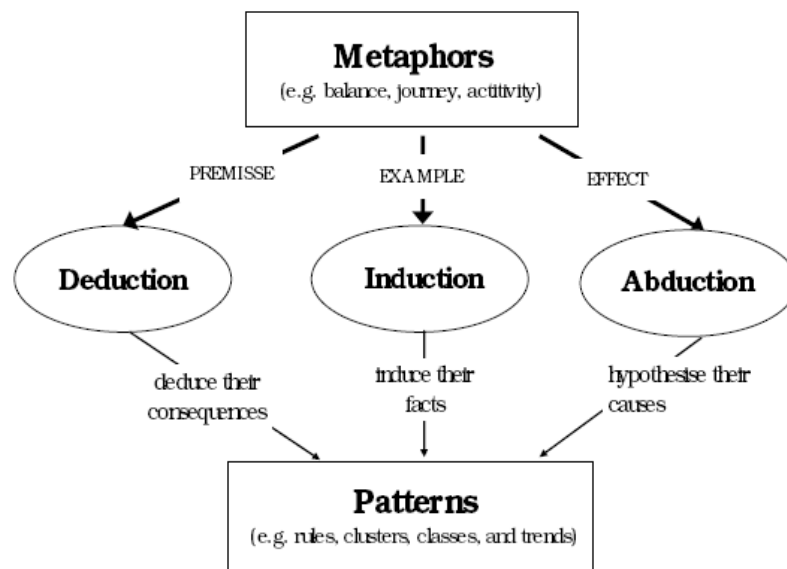 Metaphors
(e.g. balance, journey, actitivity)
PREMISSE
EXAMPLE
EFFECT
Deduction
Induction
Abduction
deduce their
consequences
induce their
facts
hypothesise their
causes
Patterns
(e.g. rules, clusters, classes, and trends)